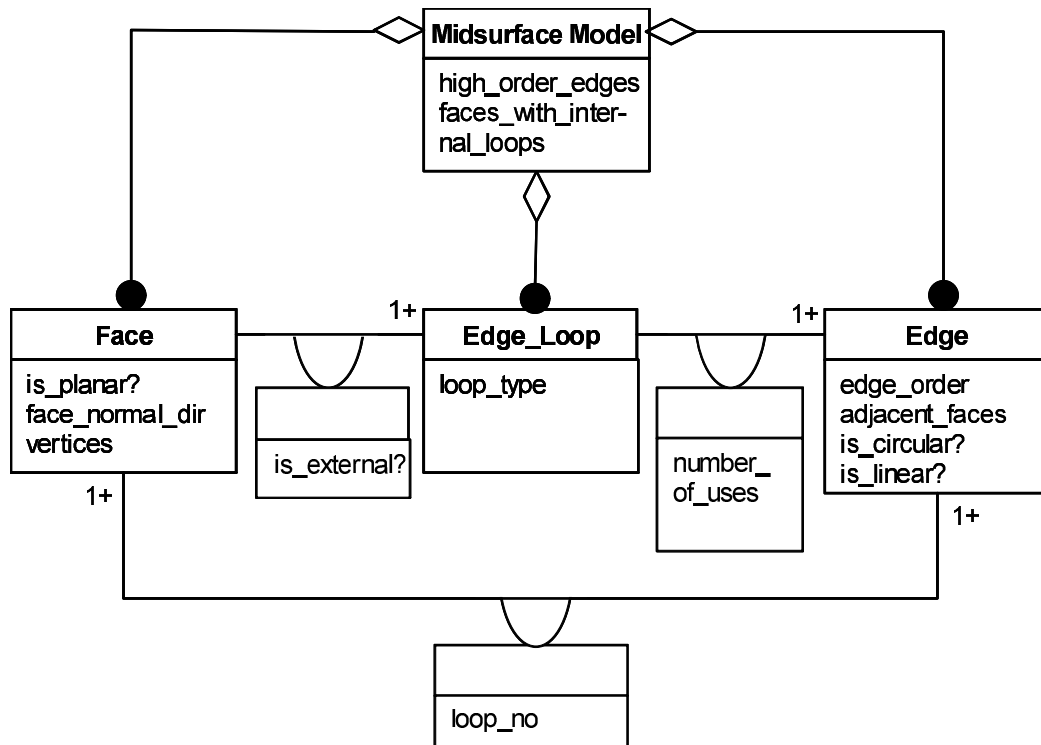 Midsurface Model
high_order_edges
faces_with_inter-
nal_loops
1+
1+
Face
Edge_Loop
Edge
is_planar?
face_normal_dir
vertices
loop_type
edge_order
adjacent_faces
is_circular?
is_linear?
is_external?
number_
of_uses
1+
1+
loop_no